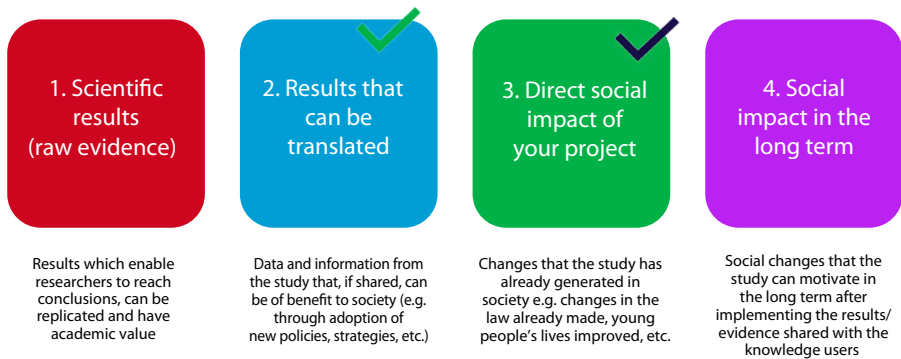 1. Scientific
results
(raw evidence)
2. Results that
can be
translated
3. Direct social
impact of
your project
4. Social
impact in the
long term
Results which enable
researchers to reach
conclusions, can be
replicated and have
academic value
Data and information from
the study that, if shared, can
be of benefit to society (e.g.
through adoption of
new policies, strategies, etc.)
Changes that the study has
already generated in
society e.g. changes in the
law already made, young
people's lives improved, etc.
Social changes that the
study can motivate in
the long term after
implementing the results/
evidence shared with the
knowledge users